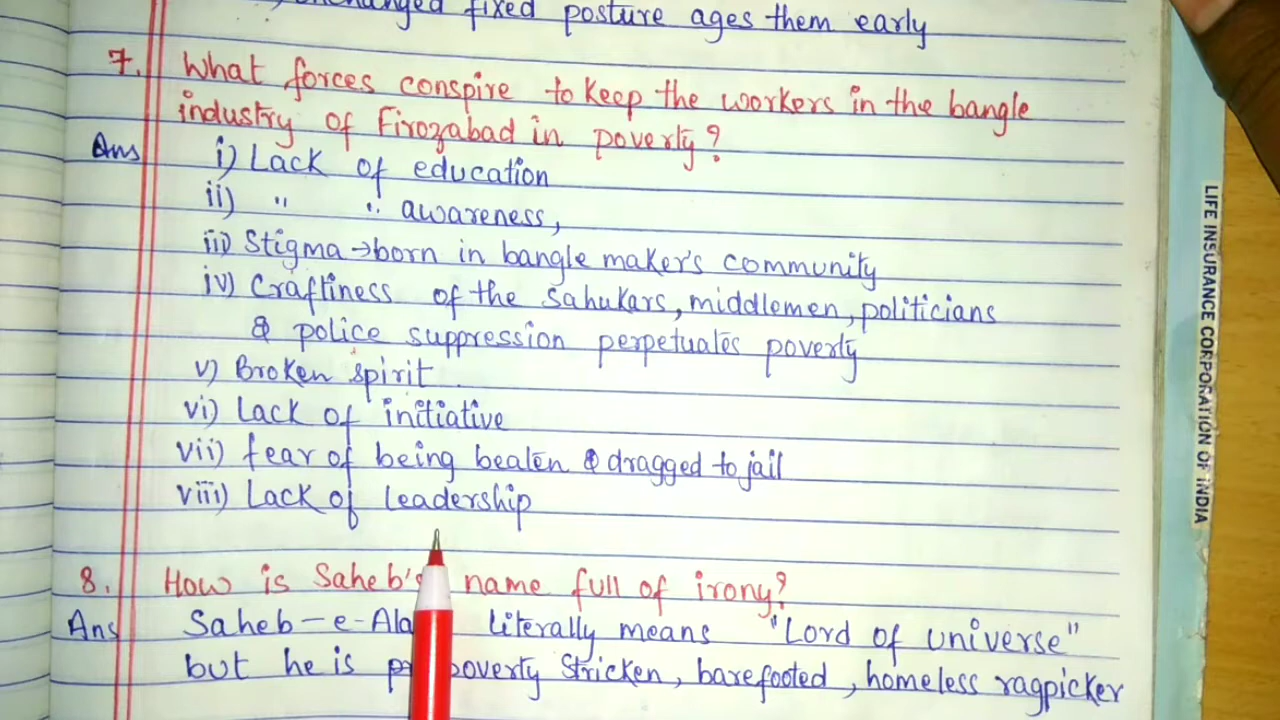 unchanged fixed posture ages them early
7. What forces conspire to keep the workers in the bangle
industry of Firozabad in poverty?
Ans i) Lack of education
ii) " " awareness,
iii) Stigma → born in bangle maker's community
iv) Craftiness of the Sahukars, middlemen, politicians
& police suppression perpetuates poverty
v) Broken spirit
vi) Lack of initiative
vii) fear of being beaten & dragged to jail
viii) Lack of leadership
8. How is Saheb's name full of irony?
Ans Saheb-e-Ala literally means "Lord of universe"
but he is poverty stricken, barefooted, homeless ragpicker
LIFE INSURANCE CORPORATION OF INDIA